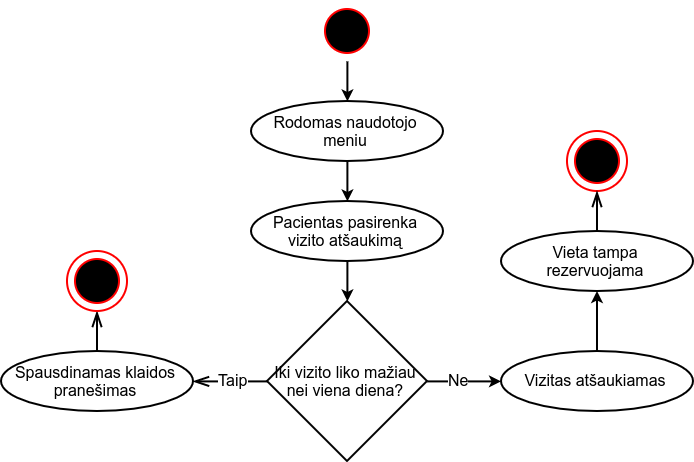 Rodomas naudotojo
meniu
Pacientas pasirenka
vizito atšaukimą
Iki vizito liko mažiau
nei viena diena?
Taip
Spausdinamas klaidos
pranešimas
Ne
Vizitas atšaukiamas
Vieta tampa
rezervuojama